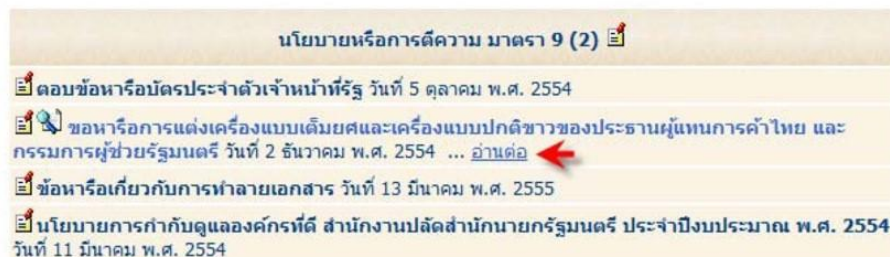 นโยบายหรือการตีความ มาตรา 9 (2)
ตอบข้อหารือบัตรประจำตัวเจ้าหน้าที่รัฐ วันที่ 5 ตุลาคม พ.ศ. 2554
ขอหารือการแต่งเครื่องแบบเต็มยศและเครื่องแบบปกติขาวของประธานผู้แทนการค้าไทย และ
กรรมการผู้ช่วยรัฐมนตรี วันที่ 2 ธันวาคม พ.ศ. 2554 ... อ่านต่อ
ข้อหารือเกี่ยวกับการทำลายเอกสาร วันที่ 13 มีนาคม พ.ศ. 2555
นโยบายการกำกับดูแลองค์กรที่ดี สำนักงานปลัดสำนักนายกรัฐมนตรี ประจำปีงบประมาณ พ.ศ. 2554
วันที่ 11 มีนาคม พ.ศ. 2554